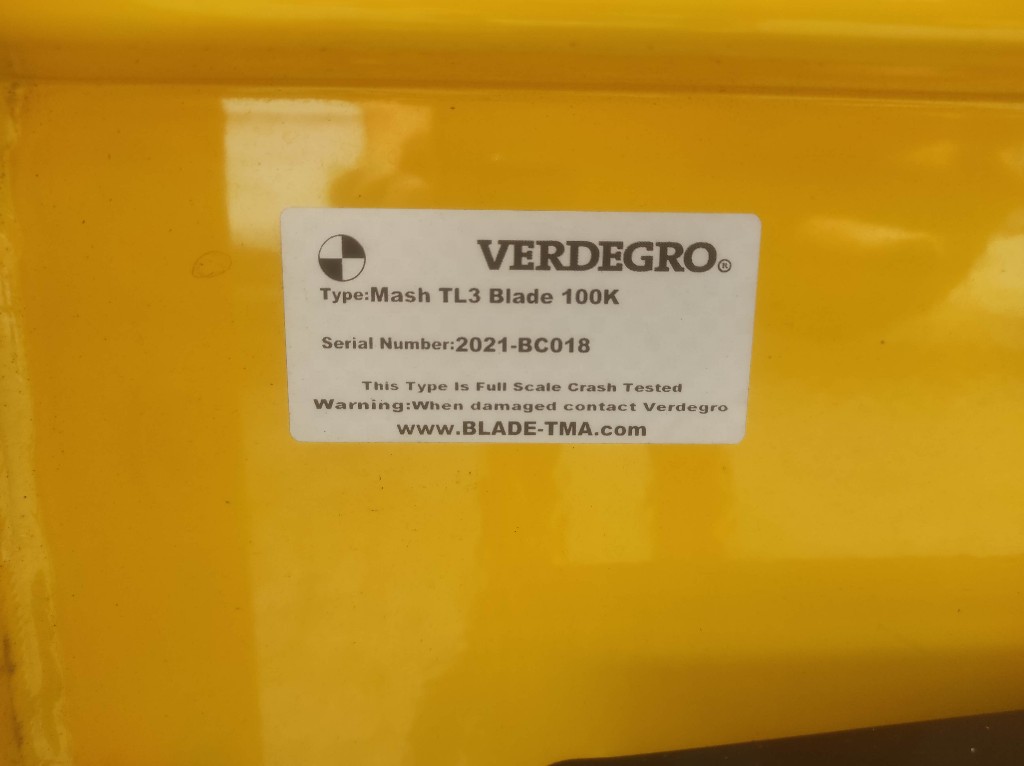 VERDEGRO®
Type:Mash TL3 Blade 100K
Serial Number:2021-BC018
This Type Is Full Scale Crash Tested
Warning:When damaged contact Verdegro
www.BLADE-TMA.com